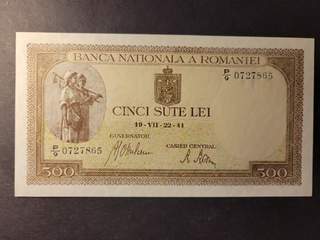 BANCA NATIONALA A ROMANIEI
P/6 0727865
CINCI SUTE LEI
19-VII-22-41
GUVERNATOR CASIER CENTRAL
P/6 0727865
500 500